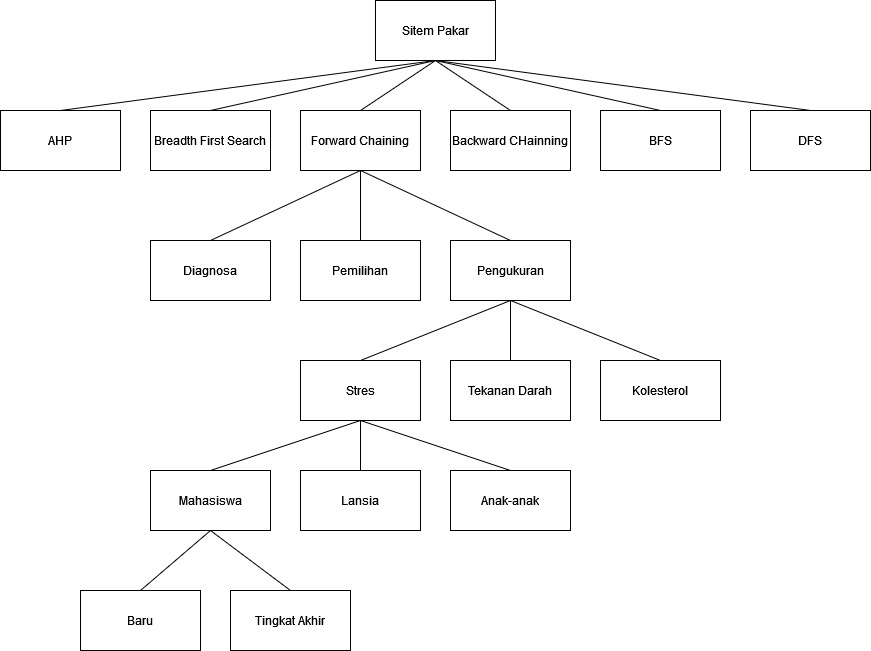 Sitem Pakar
AHP
Breadth First Search
Forward Chaining
Backward CHainning
BFS
DFS
Diagnosa
Pemilihan
Pengukuran
Stres
Tekanan Darah
Kolesterol
Mahasiswa
Lansia
Anak-anak
Baru
Tingkat Akhir